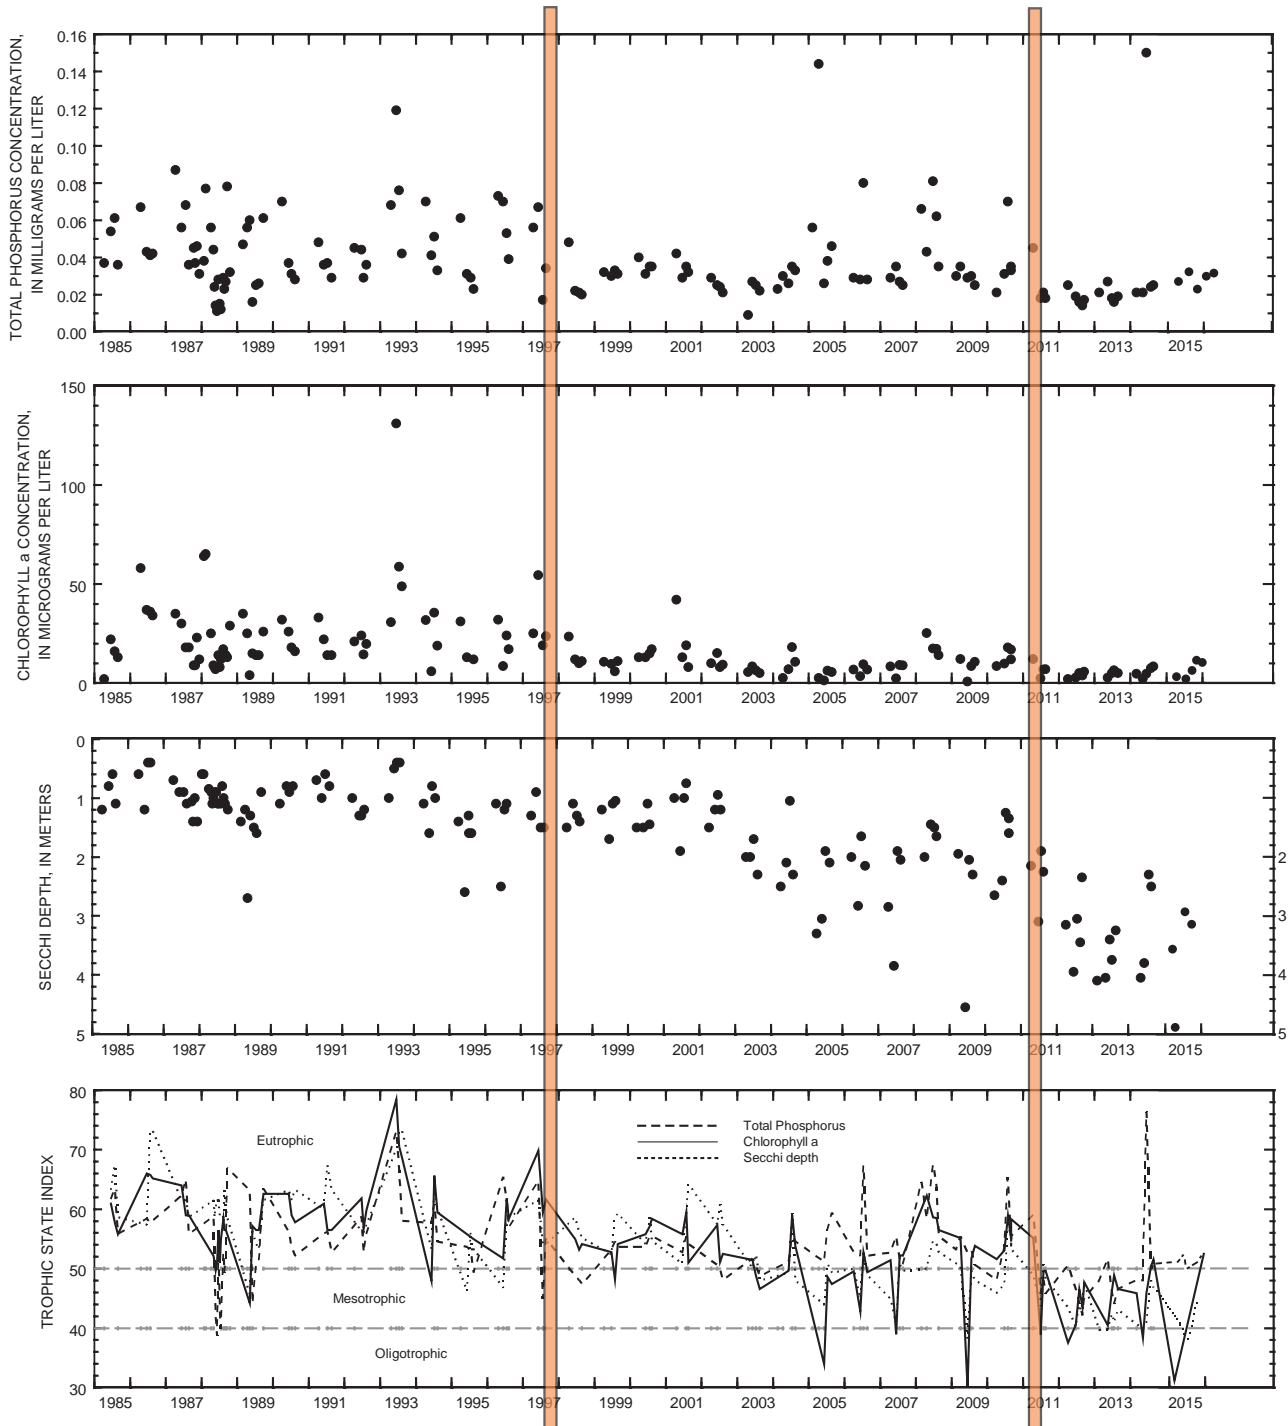 TOTAL PHOSPHORUS CONCENTRATION,
IN MILLIGRAMS PER LITER
0.16
0.14
0.12
0.10
0.08
0.06
0.04
0.02
0.00
1985 1987 1989 1991 1993 1995 1997 1999 2001 2003 2005 2007 2009 2011 2013 2015
CHLOROPHYLL a CONCENTRATION,
IN MICROGRAMS PER LITER
150
100
50
0
1985 1987 1989 1991 1993 1995 1997 1999 2001 2003 2005 2007 2009 2011 2013 2015
SECCHI DEPTH, IN METERS
0
1
2 2
3 3
4 4
5 5
1985 1987 1989 1991 1993 1995 1997 1999 2001 2003 2005 2007 2009 2011 2013 2015
TROPHIC STATE INDEX
80
70
60
50
40
30
Eutrophic
Total Phosphorus
Chlorophyll a
Secchi depth
Mesotrophic
Oligotrophic
1985 1987 1989 1991 1993 1995 1997 1999 2001 2003 2005 2007 2009 2011 2013 2015